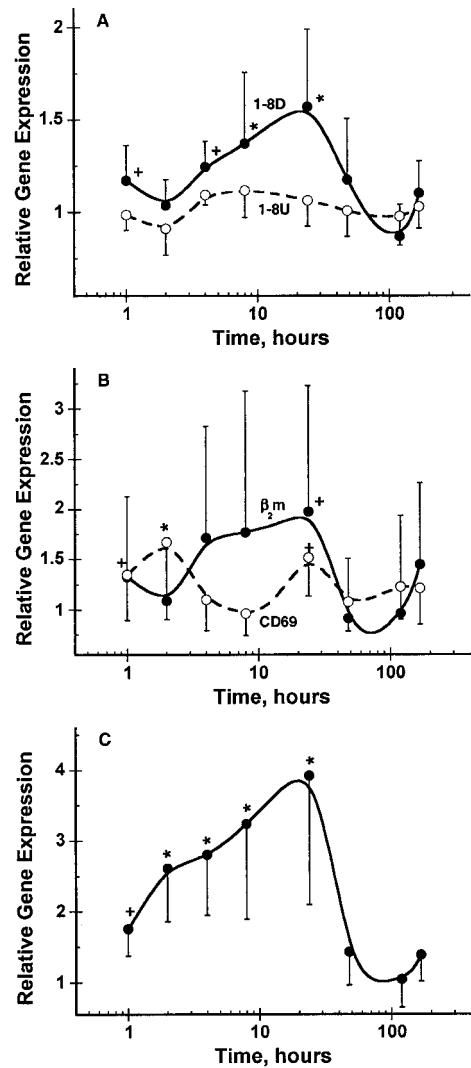 A
Relative Gene Expression
2
1.5
1
1-8D
1-8U
+
+
*
*
1
10
100
Time, hours
B
Relative Gene Expression
3
2.5
2
1.5
1
β2m
CD69
+
*
+
+
1
10
100
Time, hours
C
Relative Gene Expression
4
3
2
1
+
*
*
*
*
1
10
100
Time, hours